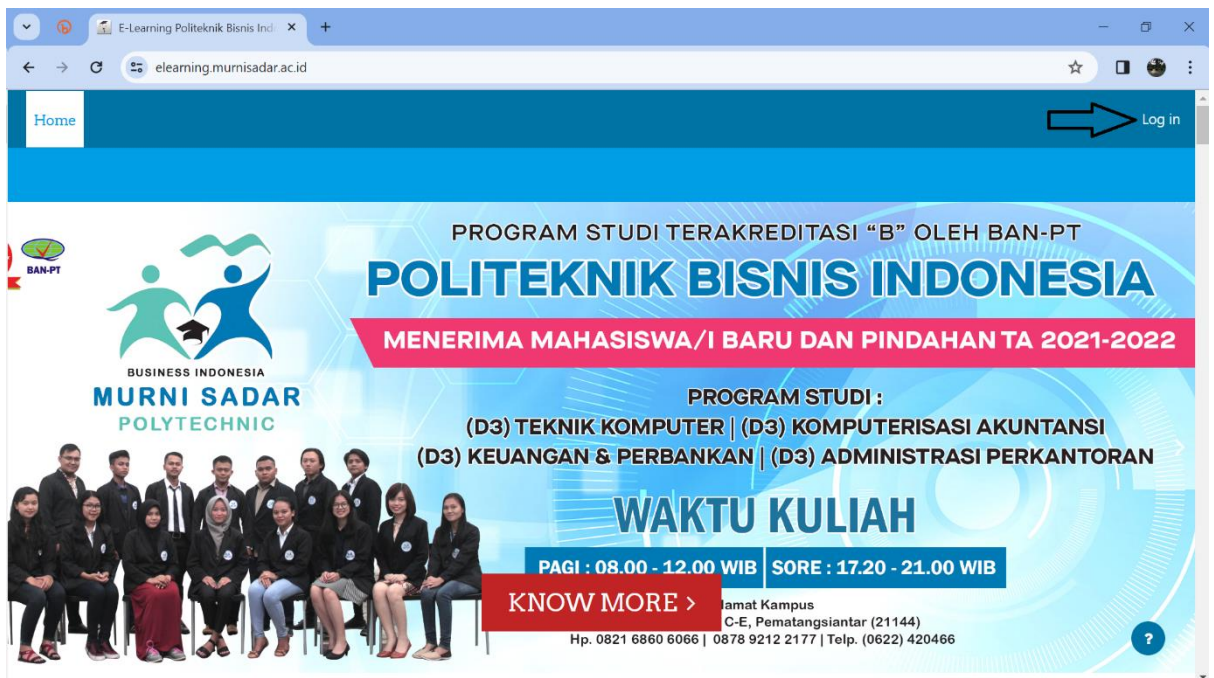 E-Learning Politeknik Bisnis Ind
elearning.murnisadar.ac.id
Home
Log in
BAN-PT
PROGRAM STUDI TERAKREDITASI "B" OLEH BAN-PT
POLITEKNIK BISNIS INDONESIA
MENERIMA MAHASISWA/I BARU DAN PINDAHAN TA 2021-2022
BUSINESS INDONESIA
MURNI SADAR
POLYTECHNIC
PROGRAM STUDI :
(D3) TEKNIK KOMPUTER | (D3) KOMPUTERISASI AKUNTANSI
(D3) KEUANGAN & PERBANKAN | (D3) ADMINISTRASI PERKANTORAN
WAKTU KULIAH
PAGI : 08.00 - 12.00 WIB SORE : 17.20 - 21.00 WIB
KNOW MORE >
lamat Kampus
C-E, Pematangsiantar (21144)
Hp. 0821 6860 6066 | 0878 9212 2177 | Telp. (0622) 420466
?